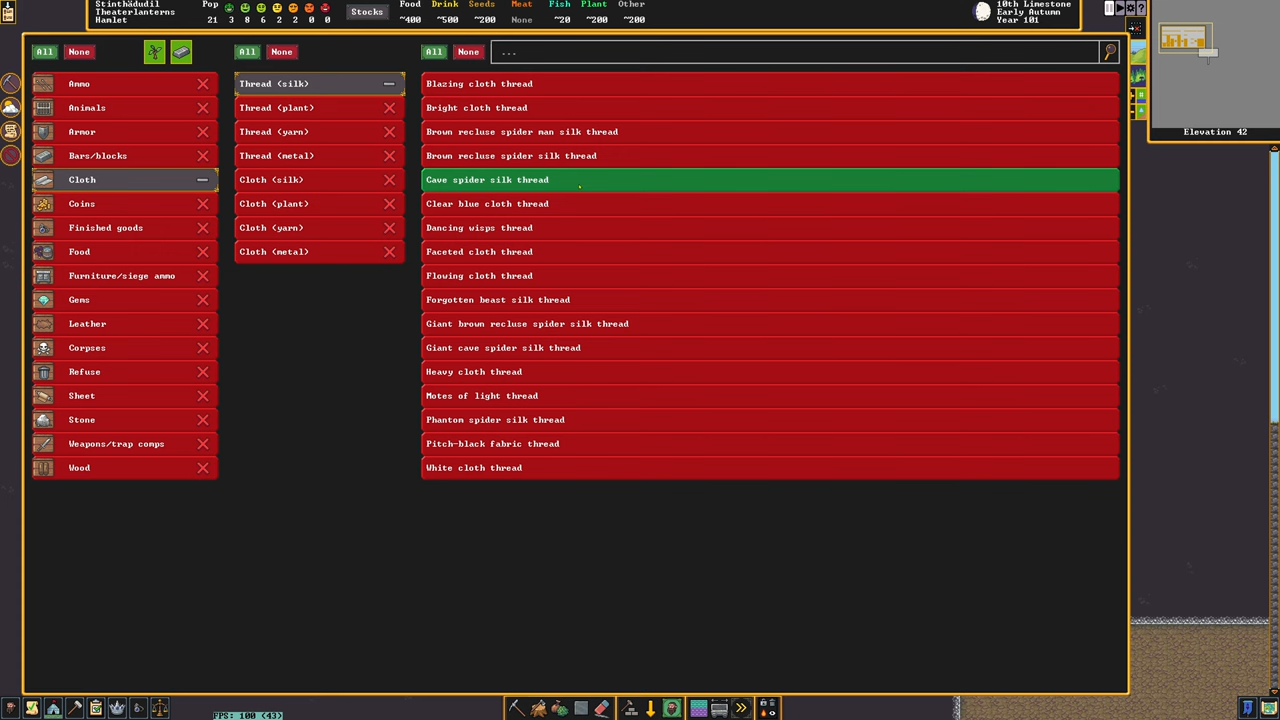 Stinthädudil
Theaterlanterns
Hamlet
Pop
21 3 8 6 2 2 0 0
Stocks
Food Drink Seeds Meat Fish Plant Other
~400 ~500 ~200 None ~20 ~200 ~200
10th Limestone
Early Autumn
Year 101
Elevation 42
All None All None All None ...
Ammo
Animals
Armor
Bars/blocks
Cloth
Coins
Finished goods
Food
Furniture/siege ammo
Gems
Leather
Corpses
Refuse
Sheet
Stone
Weapons/trap comps
Wood
Thread (silk)
Thread (plant)
Thread (yarn)
Thread (metal)
Cloth (silk)
Cloth (plant)
Cloth (yarn)
Cloth (metal)
Blazing cloth thread
Bright cloth thread
Brown recluse spider man silk thread
Brown recluse spider silk thread
Cave spider silk thread
Clear blue cloth thread
Dancing wisps thread
Faceted cloth thread
Flowing cloth thread
Forgotten beast silk thread
Giant brown recluse spider silk thread
Giant cave spider silk thread
Heavy cloth thread
Motes of light thread
Phantom spider silk thread
Pitch-black fabric thread
White cloth thread
FPS: 100 (43)